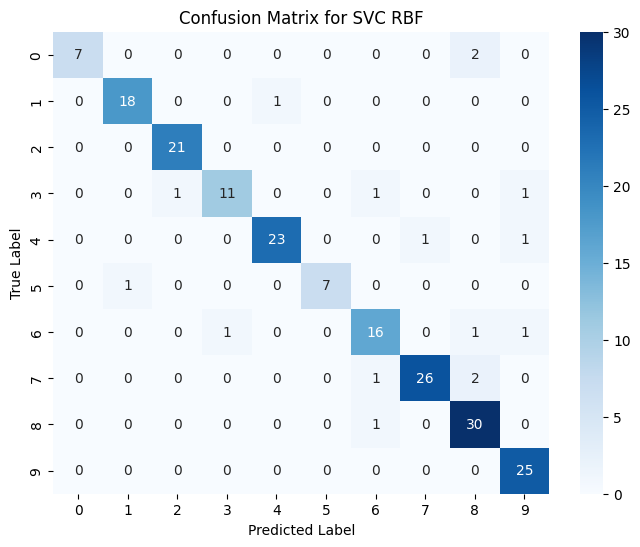 Confusion Matrix for SVC RBF
True Label
0 7 0 0 0 0 0 0 0 2 0
1 0 18 0 0 1 0 0 0 0 0
2 0 0 21 0 0 0 0 0 0 0
3 0 0 1 11 0 0 1 0 0 1
4 0 0 0 0 23 0 0 1 0 1
5 0 1 0 0 0 7 0 0 0 0
6 0 0 0 1 0 0 16 0 1 1
7 0 0 0 0 0 0 1 26 2 0
8 0 0 0 0 0 0 1 0 30 0
9 0 0 0 0 0 0 0 0 0 25
0 1 2 3 4 5 6 7 8 9
Predicted Label
30
25
20
15
10
5
0